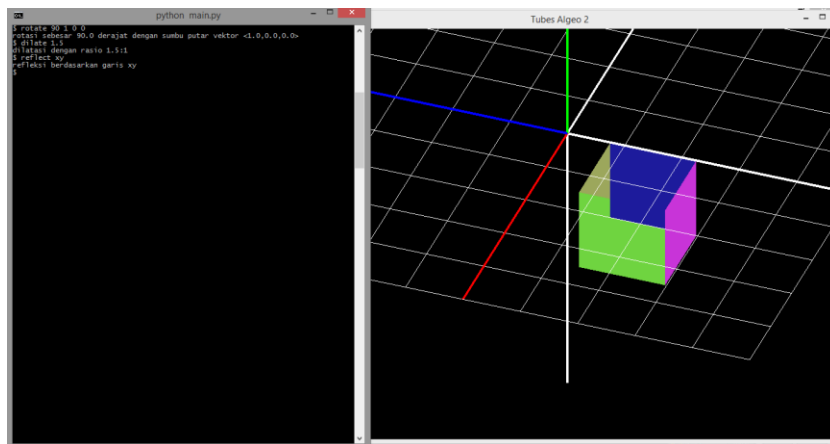 python main.py
$ rotate 90 1 0 0
rotasi sebesar 90.0 derajat dengan sumbu putar vektor <1.0,0.0,0.0>
$ dilate 1.5
dilatasi dengan rasio 1.5:1
$ reflect xy
refleksi berdasarkan garis xy
$
Tubes Algeo 2